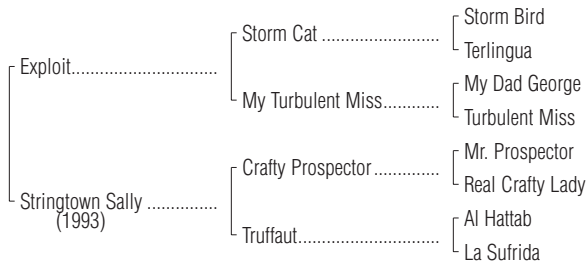 Storm Bird
Storm Cat ........................
Terlingua
Exploit..............................
My Dad George
My Turbulent Miss............
Turbulent Miss
Mr. Prospector
Crafty Prospector..............
Real Crafty Lady
Stringtown Sally ...............
(1993)
Al Hattab
Truffaut.............................
La Sufrida